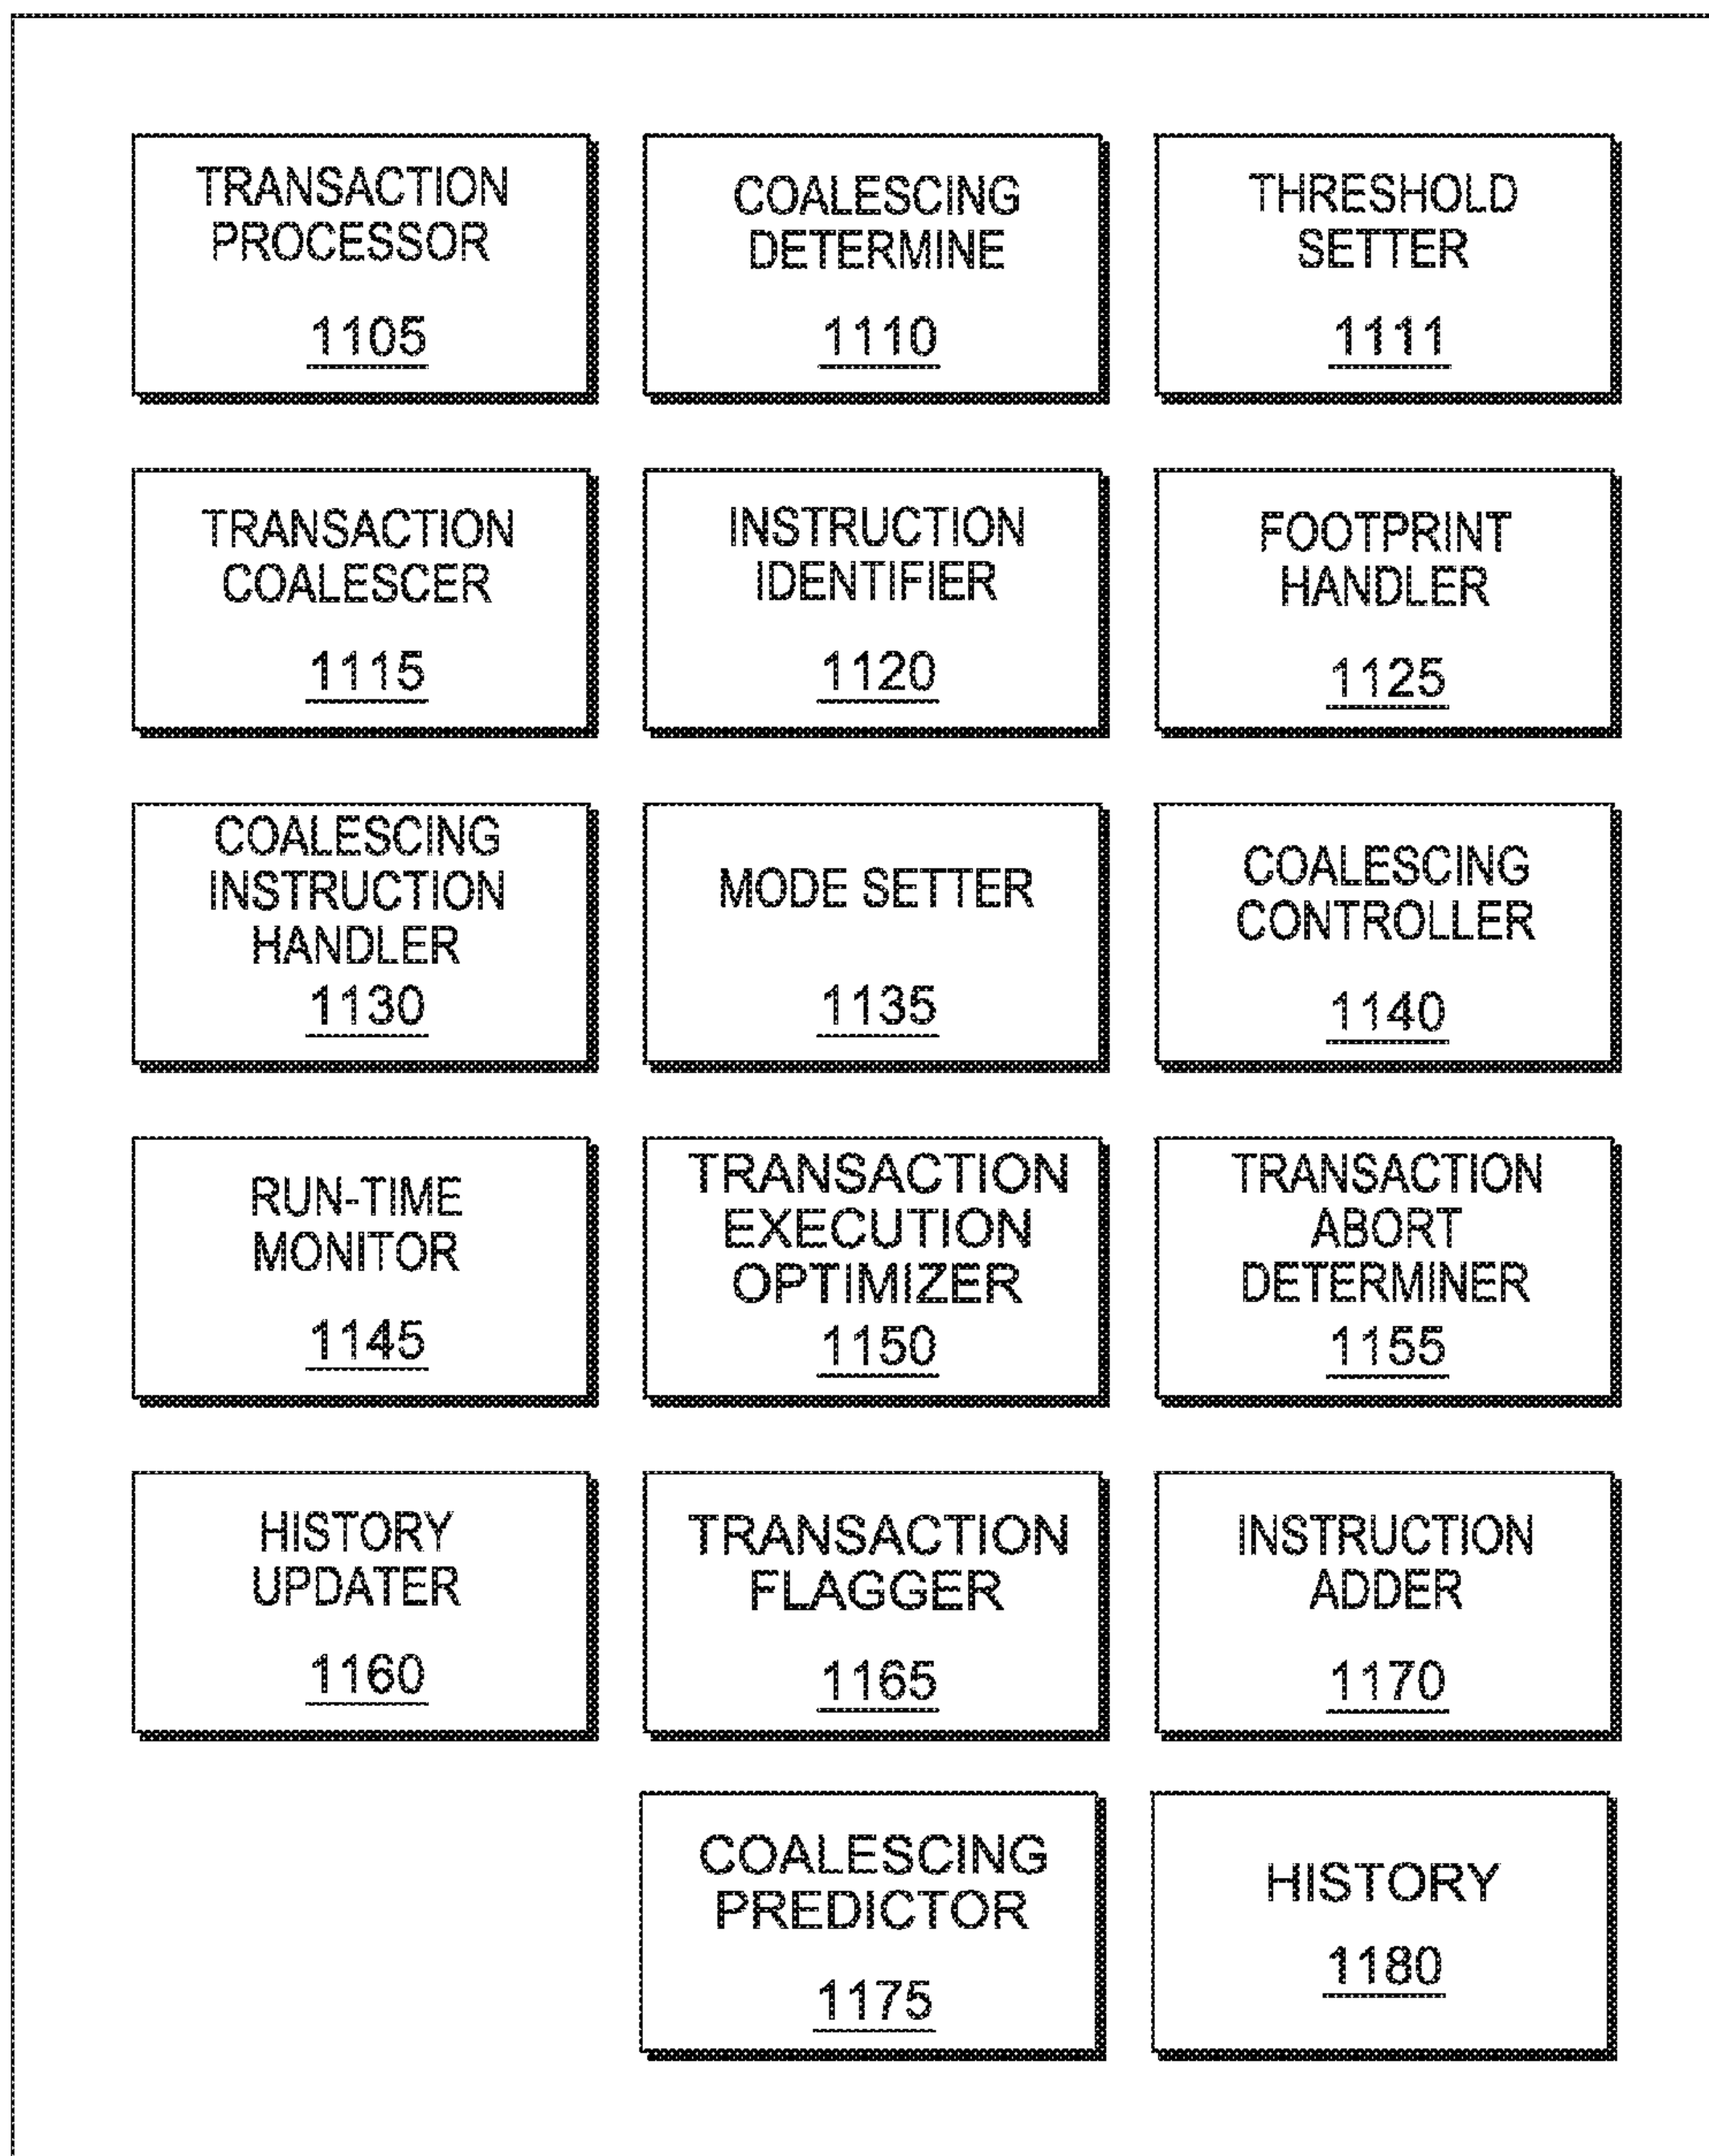 TRANSACTION
PROCESSOR
1105
COALESCING
DETERMINE
1110
THRESHOLD
SETTER
1111
TRANSACTION
COALESCER
1115
INSTRUCTION
IDENTIFIER
1120
FOOTPRINT
HANDLER
1125
COALESCING
INSTRUCTION
HANDLER
1130
MODE SETTER
1135
COALESCING
CONTROLLER
1140
RUN-TIME
MONITOR
1145
TRANSACTION
EXECUTION
OPTIMIZER
1150
TRANSACTION
ABORT
DETERMINER
1155
HISTORY
UPDATER
1160
TRANSACTION
FLAGGER
1165
INSTRUCTION
ADDER
1170
COALESCING
PREDICTOR
1175
HISTORY
1180